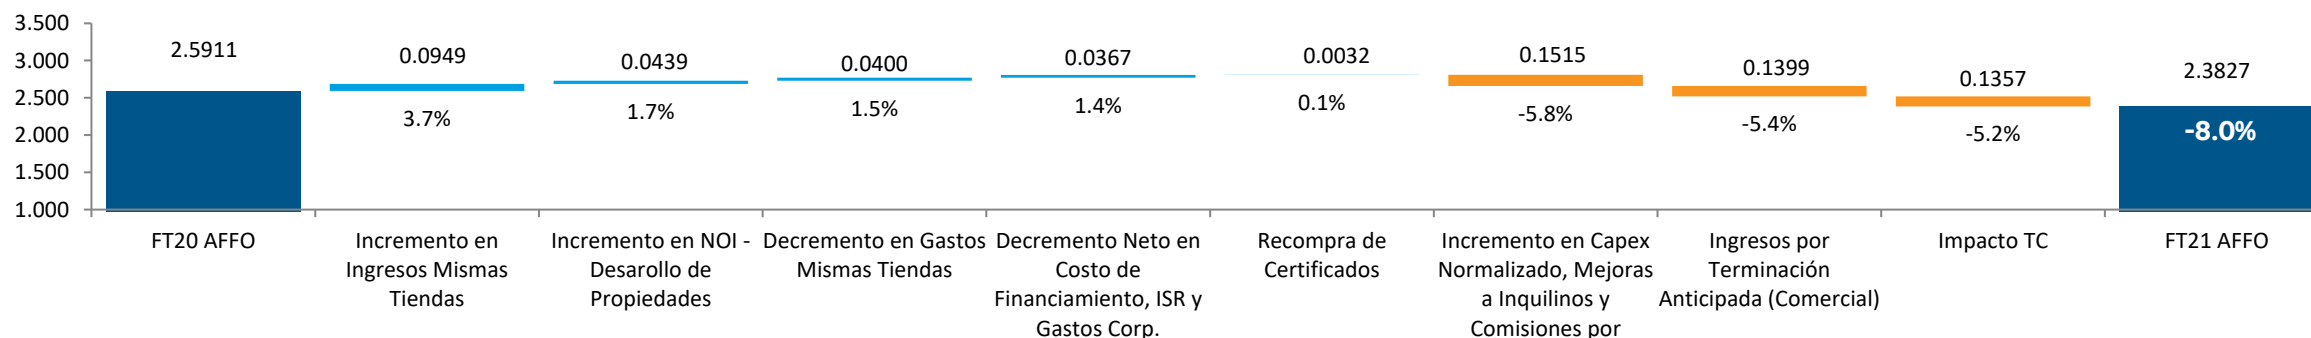 3.500
3.000
2.500
2.000
1.500
1.000
2.5911
0.0949
3.7%
0.0439
1.7%
0.0400
1.5%
0.0367
1.4%
0.0032
0.1%
0.1515
-5.8%
0.1399
-5.4%
0.1357
-5.2%
2.3827
-8.0%
FT20 AFFO
Incremento en
Ingresos Mismas
Tiendas
Incremento en NOI -
Desarollo de
Propiedades
Decremento en Gastos
Mismas Tiendas
Decremento Neto en
Costo de
Financiamiento, ISR y
Gastos Corp.
Recompra de
Certificados
Incremento en Capex
Normalizado, Mejoras
a Inquilinos y
Comisiones por
Ingresos por
Terminación
Anticipada (Comercial)
Impacto TC
FT21 AFFO